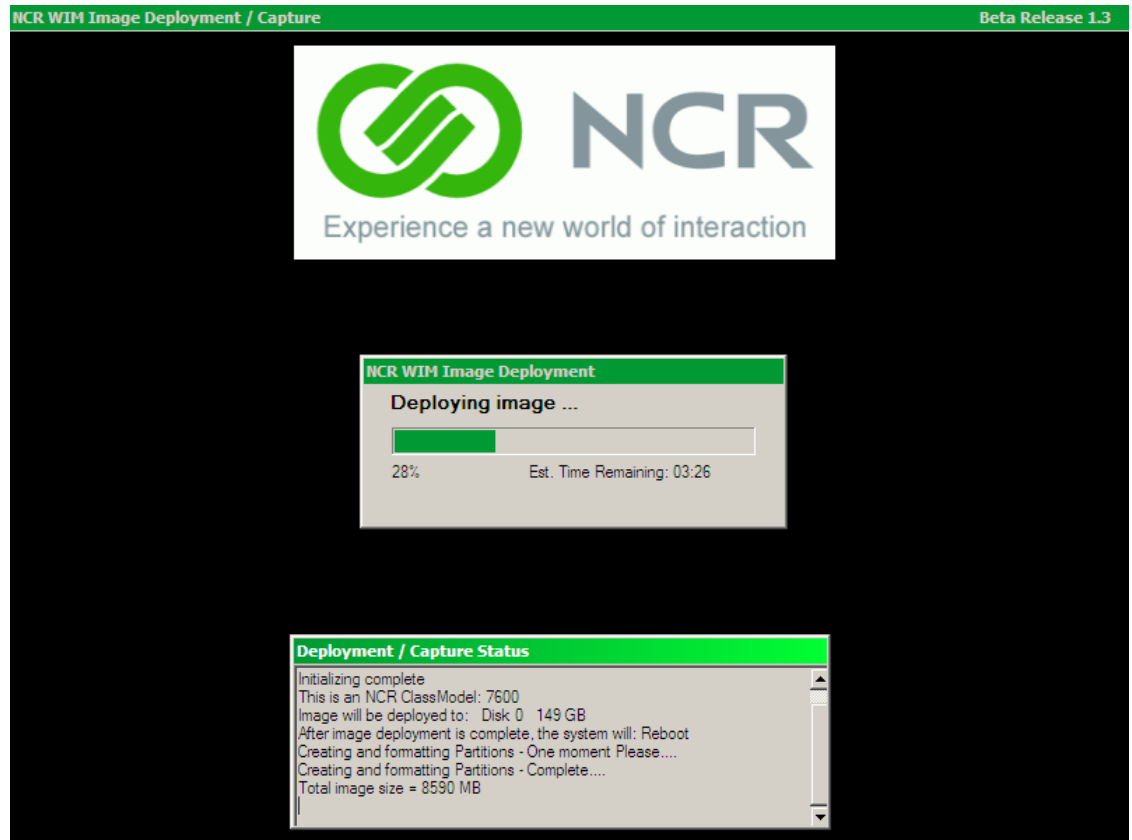 NCR WIM Image Deployment / Capture Beta Release 1.3
NCR
Experience a new world of interaction
NCR WIM Image Deployment
Deploying image ...
28% Est. Time Remaining: 03:26
Deployment / Capture Status
Initializing complete
This is an NCR ClassModel: 7600
Image will be deployed to: Disk 0 149 GB
After image deployment is complete, the system will: Reboot
Creating and formatting Partitions - One moment Please....
Creating and formatting Partitions - Complete....
Total image size = 8590 MB